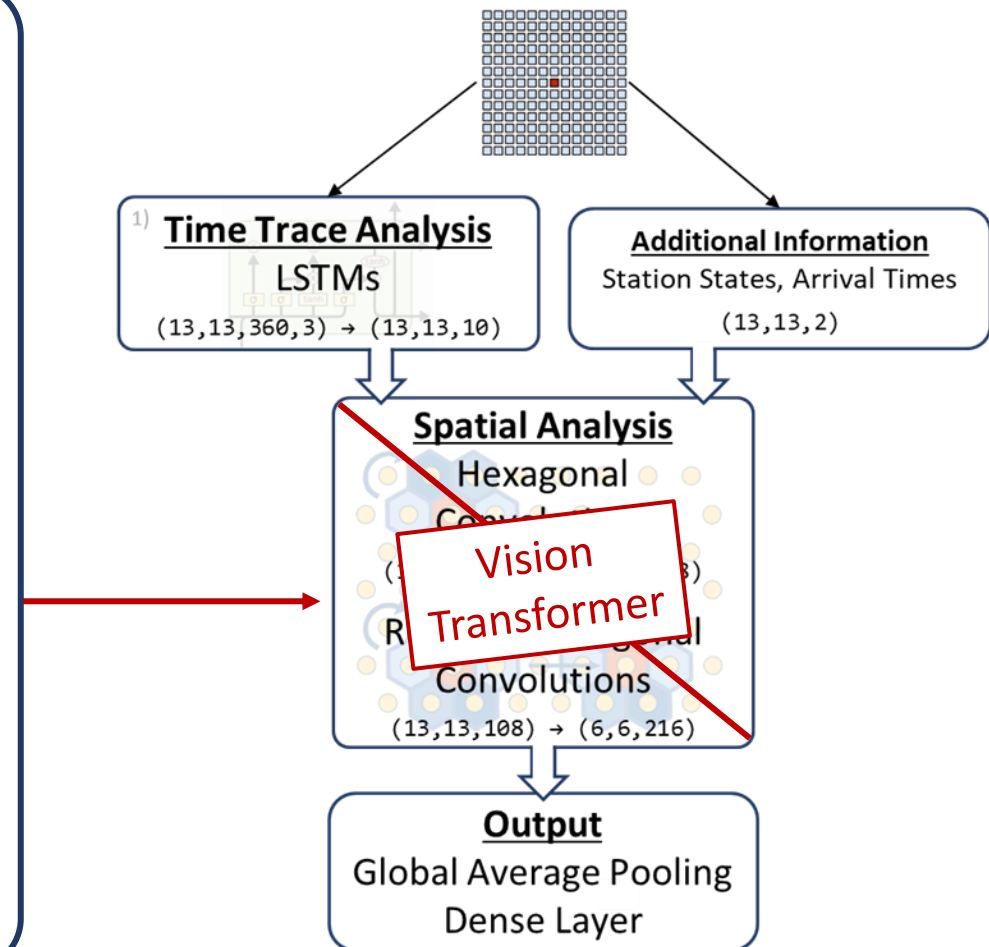 1)
Time Trace Analysis
LSTMs
(13,13,360,3) → (13,13,10)
Additional Information
Station States, Arrival Times
(13,13,2)
Spatial Analysis
Hexagonal
Vision
Transformer
Convolutions
(13,13,108) → (6,6,216)
Output
Global Average Pooling
Dense Layer